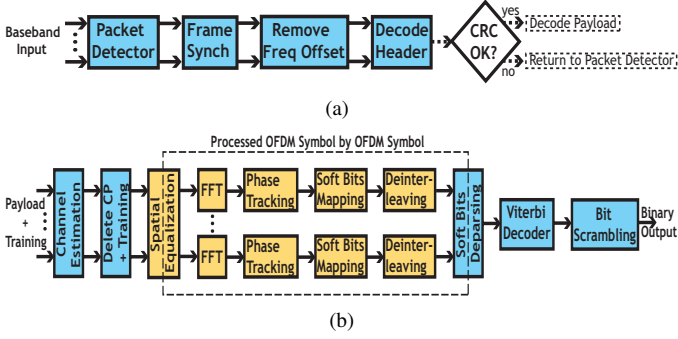 Baseband
Input
Packet
Detector
Frame
Synch
Remove
Freq Offset
Decode
Header
CRC
OK?
yes
Decode Payload
no
Return to Packet Detector
(a)
Processed OFDM Symbol by OFDM Symbol
Payload
+
Training
Channel
Estimation
Delete CP
+ Training
Spatial
Equalization
FFT
Phase
Tracking
Soft Bits
Mapping
Deinter-
leaving
FFT
Phase
Tracking
Soft Bits
Mapping
Deinter-
leaving
Soft Bits
Deparsing
Viterbi
Decoder
Bit
Scrambling
Binary
Output
(b)